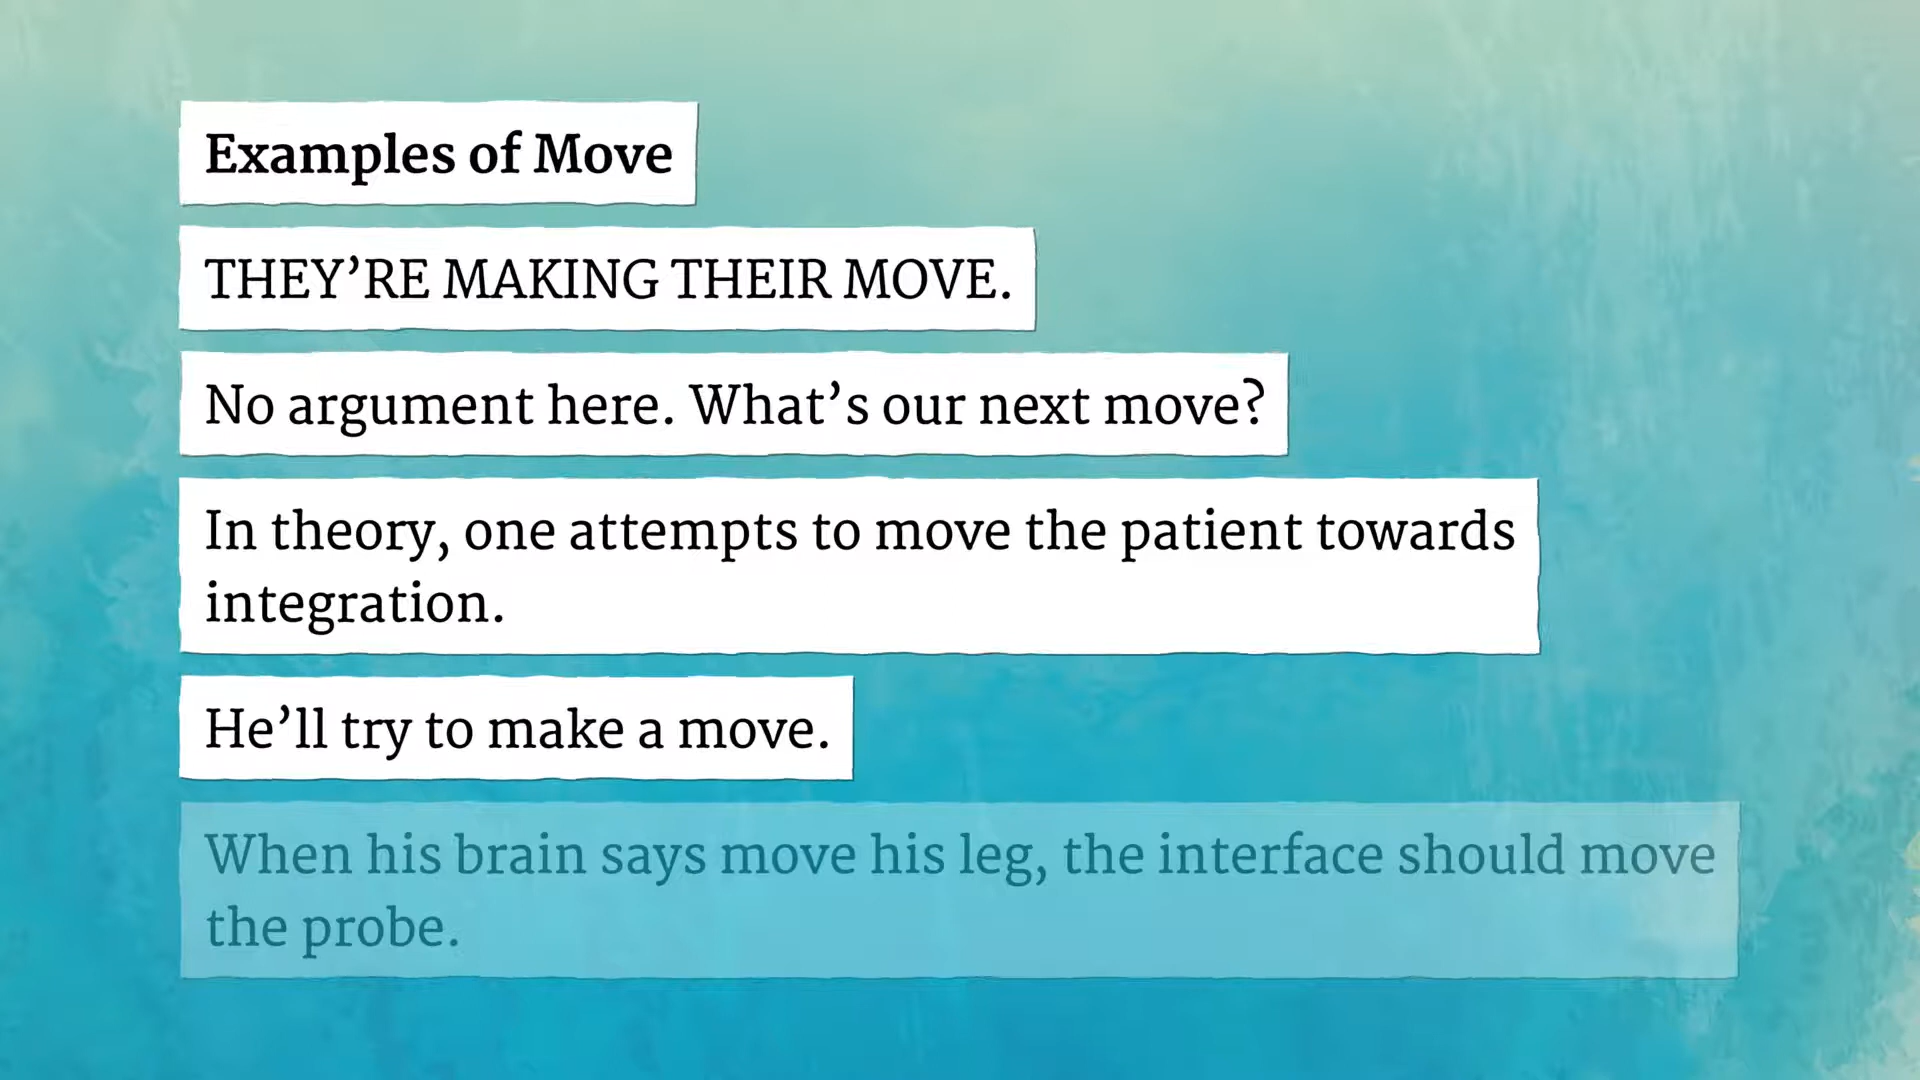 Examples of Move
THEY’RE MAKING THEIR MOVE.
No argument here. What’s our next move?
In theory, one attempts to move the patient towards
integration.
He’ll try to make a move.
When his brain says move his leg, the interface should move
the probe.